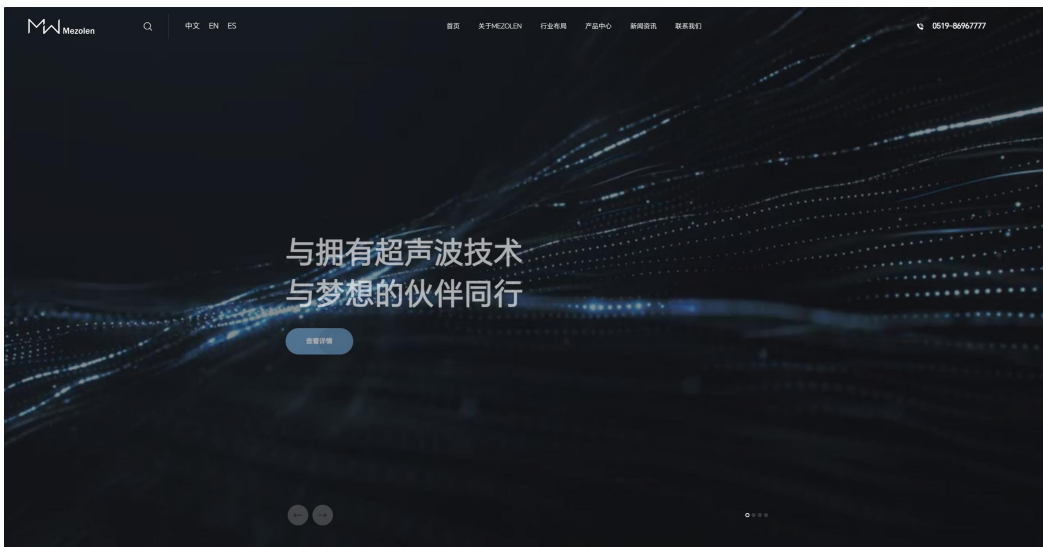 Mezolen
中文 EN ES
首页 关于MEZOLEN 行业布局 产品中心 新闻资讯 联系我们
0519-86967777
与拥有超声波技术
与梦想的伙伴同行
查看详情